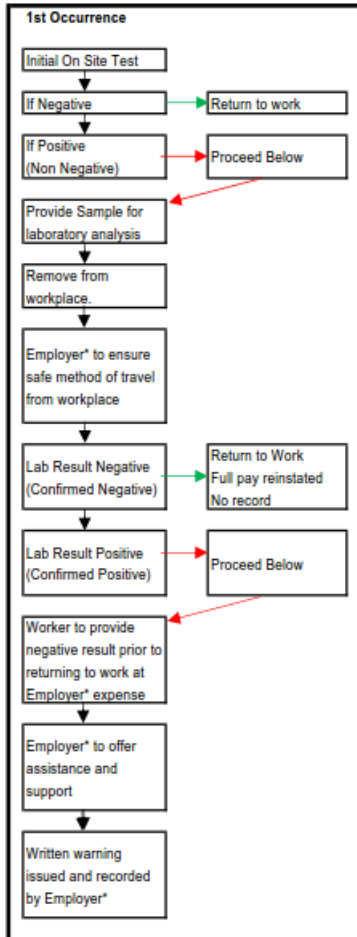 1st Occurrence
Initial On Site Test
If Negative
Return to work
If Positive
(Non Negative)
Proceed Below
Provide Sample for
laboratory analysis
Remove from
workplace.
Employer* to ensure
safe method of travel
from workplace
Lab Result Negative
(Confirmed Negative)
Return to Work
Full pay reinstated
No record
Lab Result Positive
(Confirmed Positive)
Proceed Below
Worker to provide
negative result prior to
returning to work at
Employer* expense
Employer* to offer
assistance and
support
Written warning
issued and recorded
by Employer*